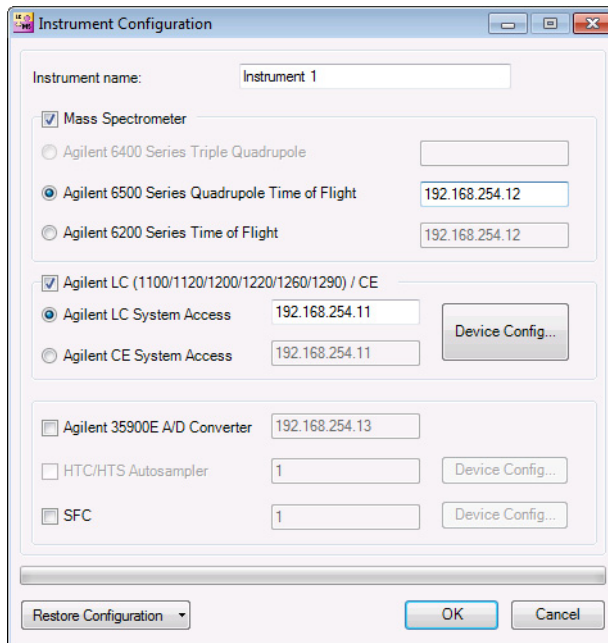 Instrument Configuration
Instrument name: Instrument 1
Mass Spectrometer
Agilent 6400 Series Triple Quadrupole
Agilent 6500 Series Quadrupole Time of Flight 192.168.254.12
Agilent 6200 Series Time of Flight 192.168.254.12
Agilent LC (1100/1120/1200/1220/1260/1290) / CE
Agilent LC System Access 192.168.254.11 Device Config...
Agilent CE System Access 192.168.254.11
Agilent 35900E A/D Converter 192.168.254.13
HTC/HTS Autosampler 1 Device Config...
SFC 1 Device Config...
Restore Configuration OK Cancel